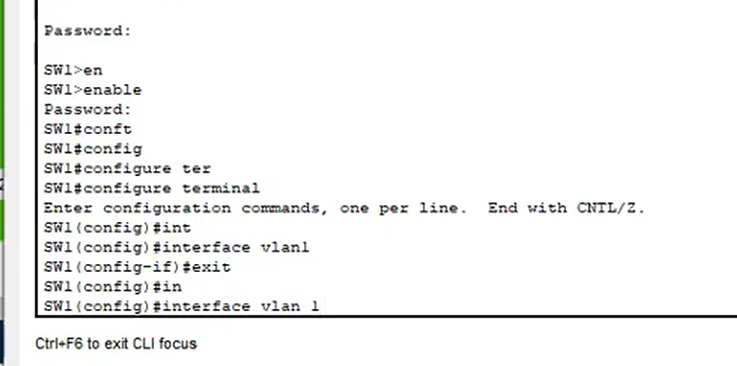 Password:
SW1>en
SW1>enable
Password:
SW1#conft
SW1#config
SW1#configure ter
SW1#configure terminal
Enter configuration commands, one per line.  End with CNTL/Z.
SW1(config)#int
SW1(config)#interface vlan1
SW1(config-if)#exit
SW1(config)#in
SW1(config)#interface vlan 1
Ctrl+F6 to exit CLI focus